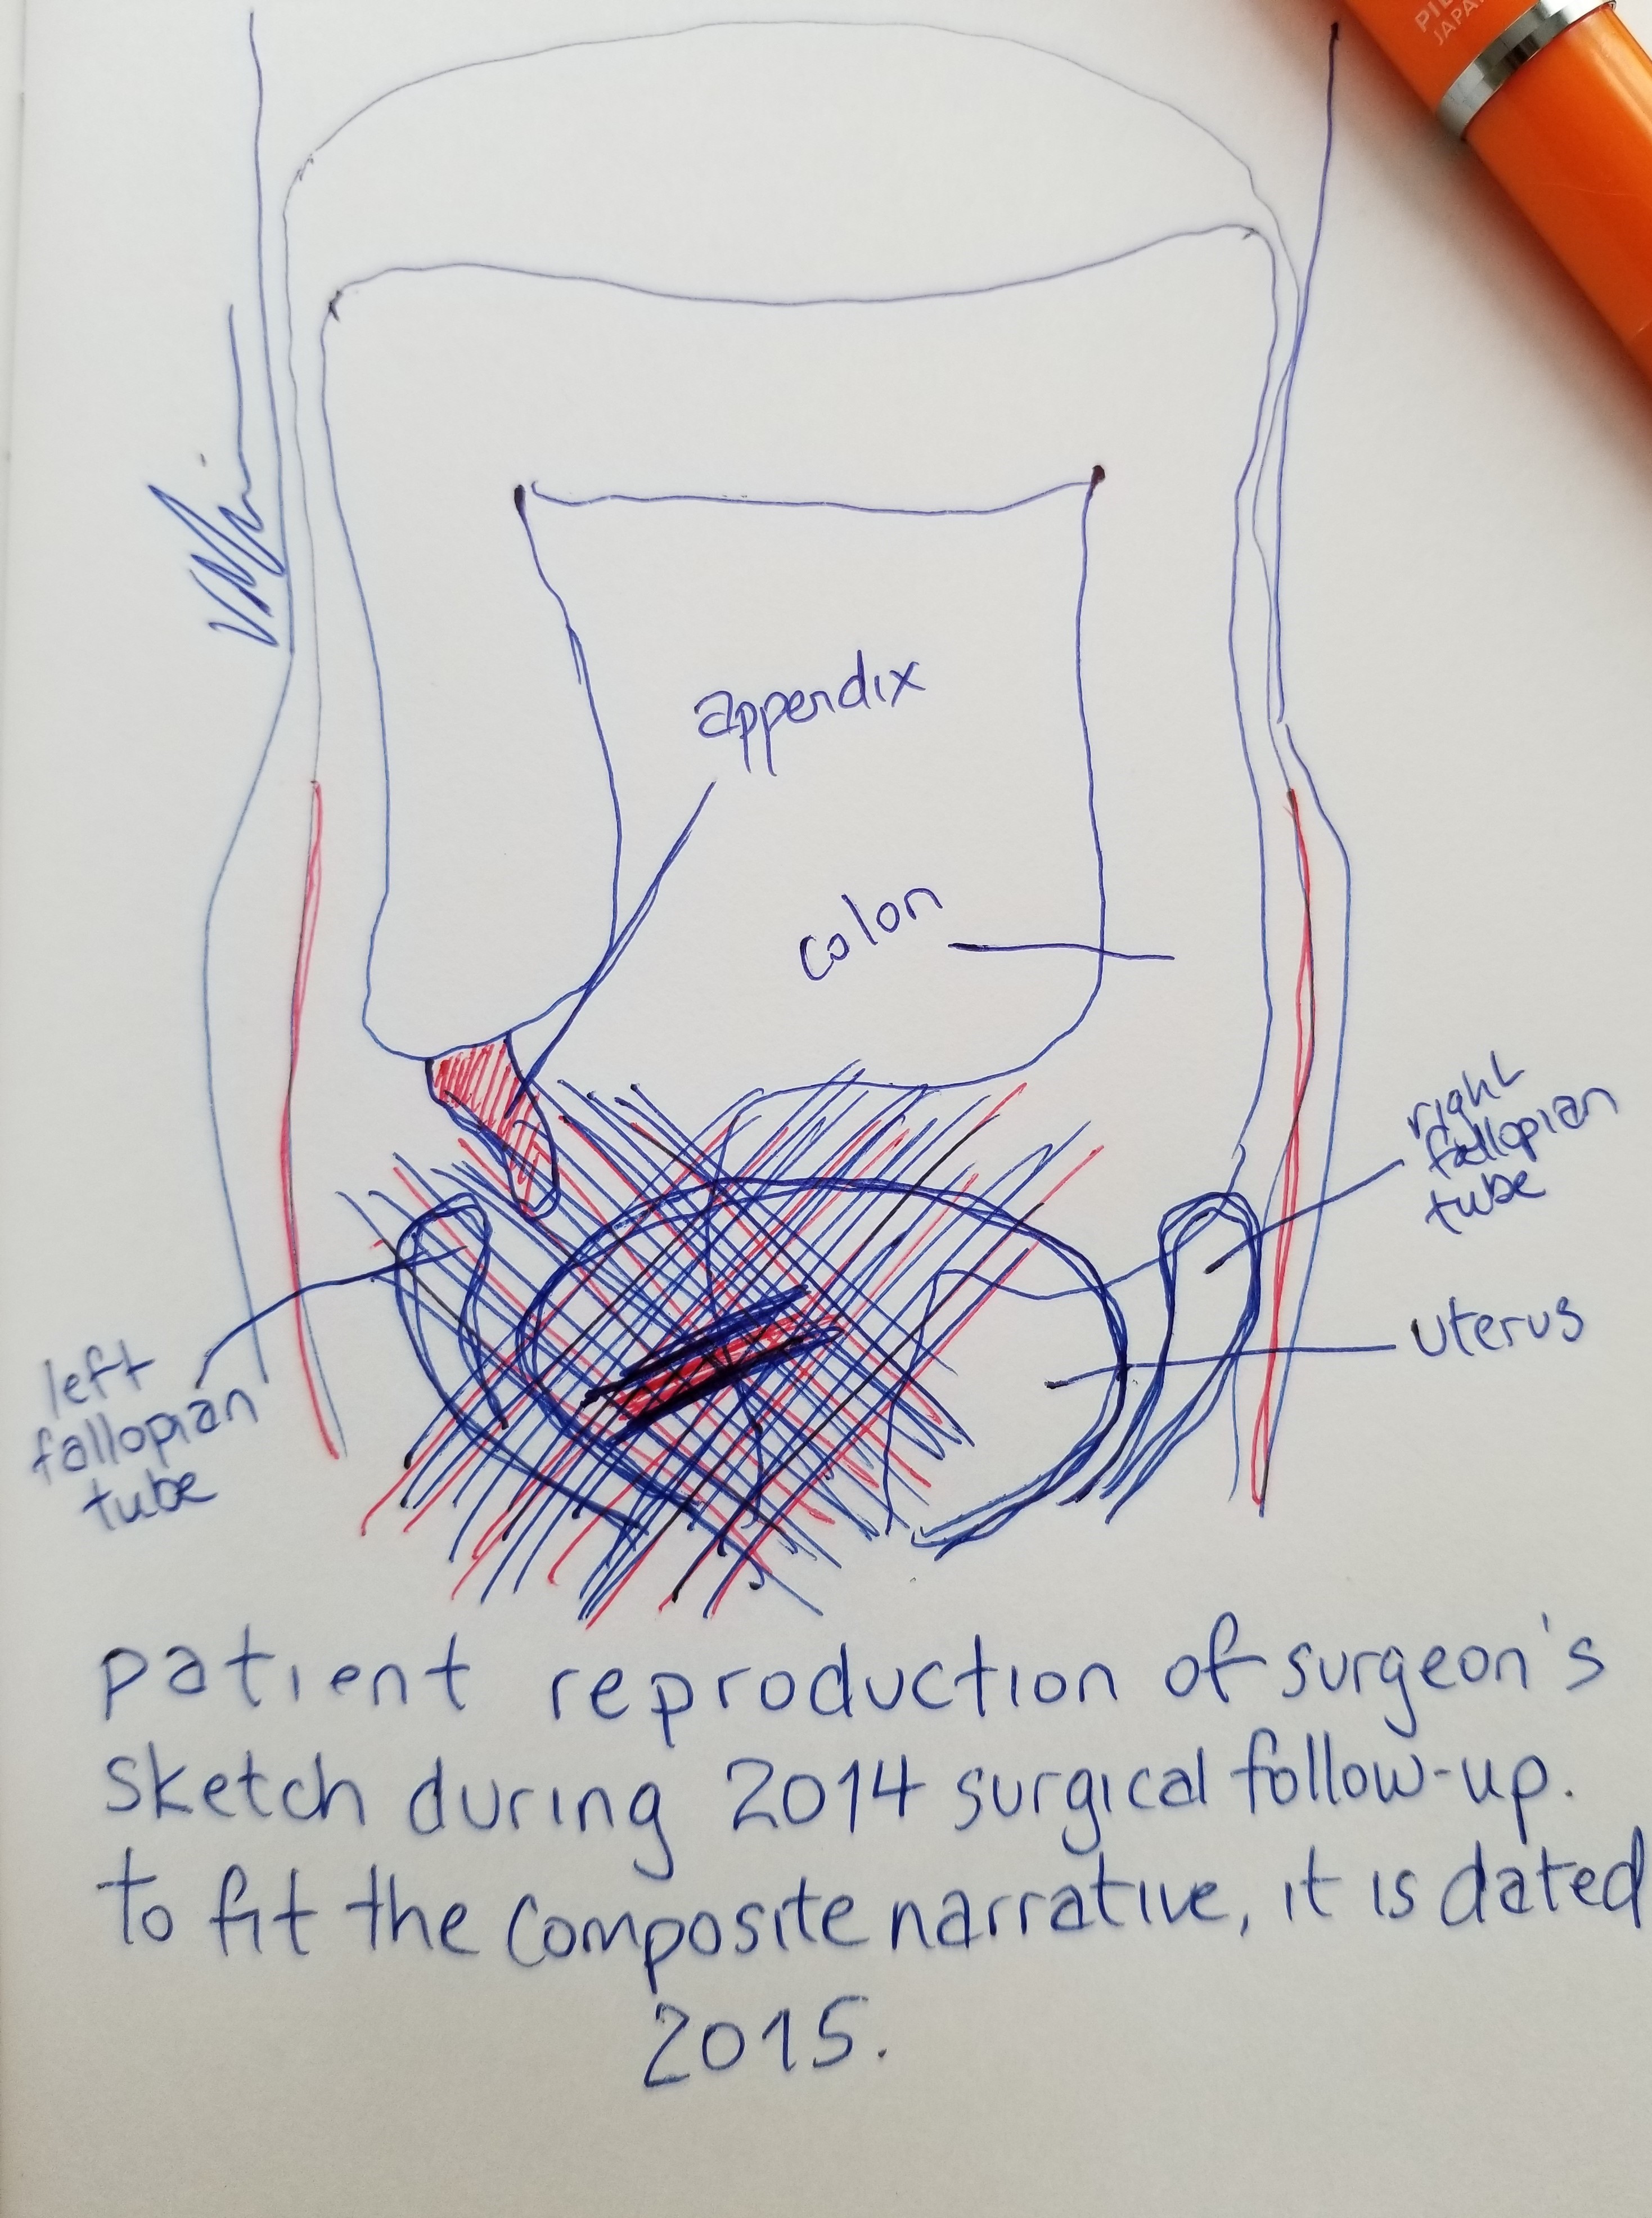 PIL
JAPA
appendix
colon
right
fallopian
tube
uterus
left
fallopian
tube
patient reproduction of surgeon's
sketch during 2014 surgical follow-up.
to fit the composite narrative, it is dated
2015.